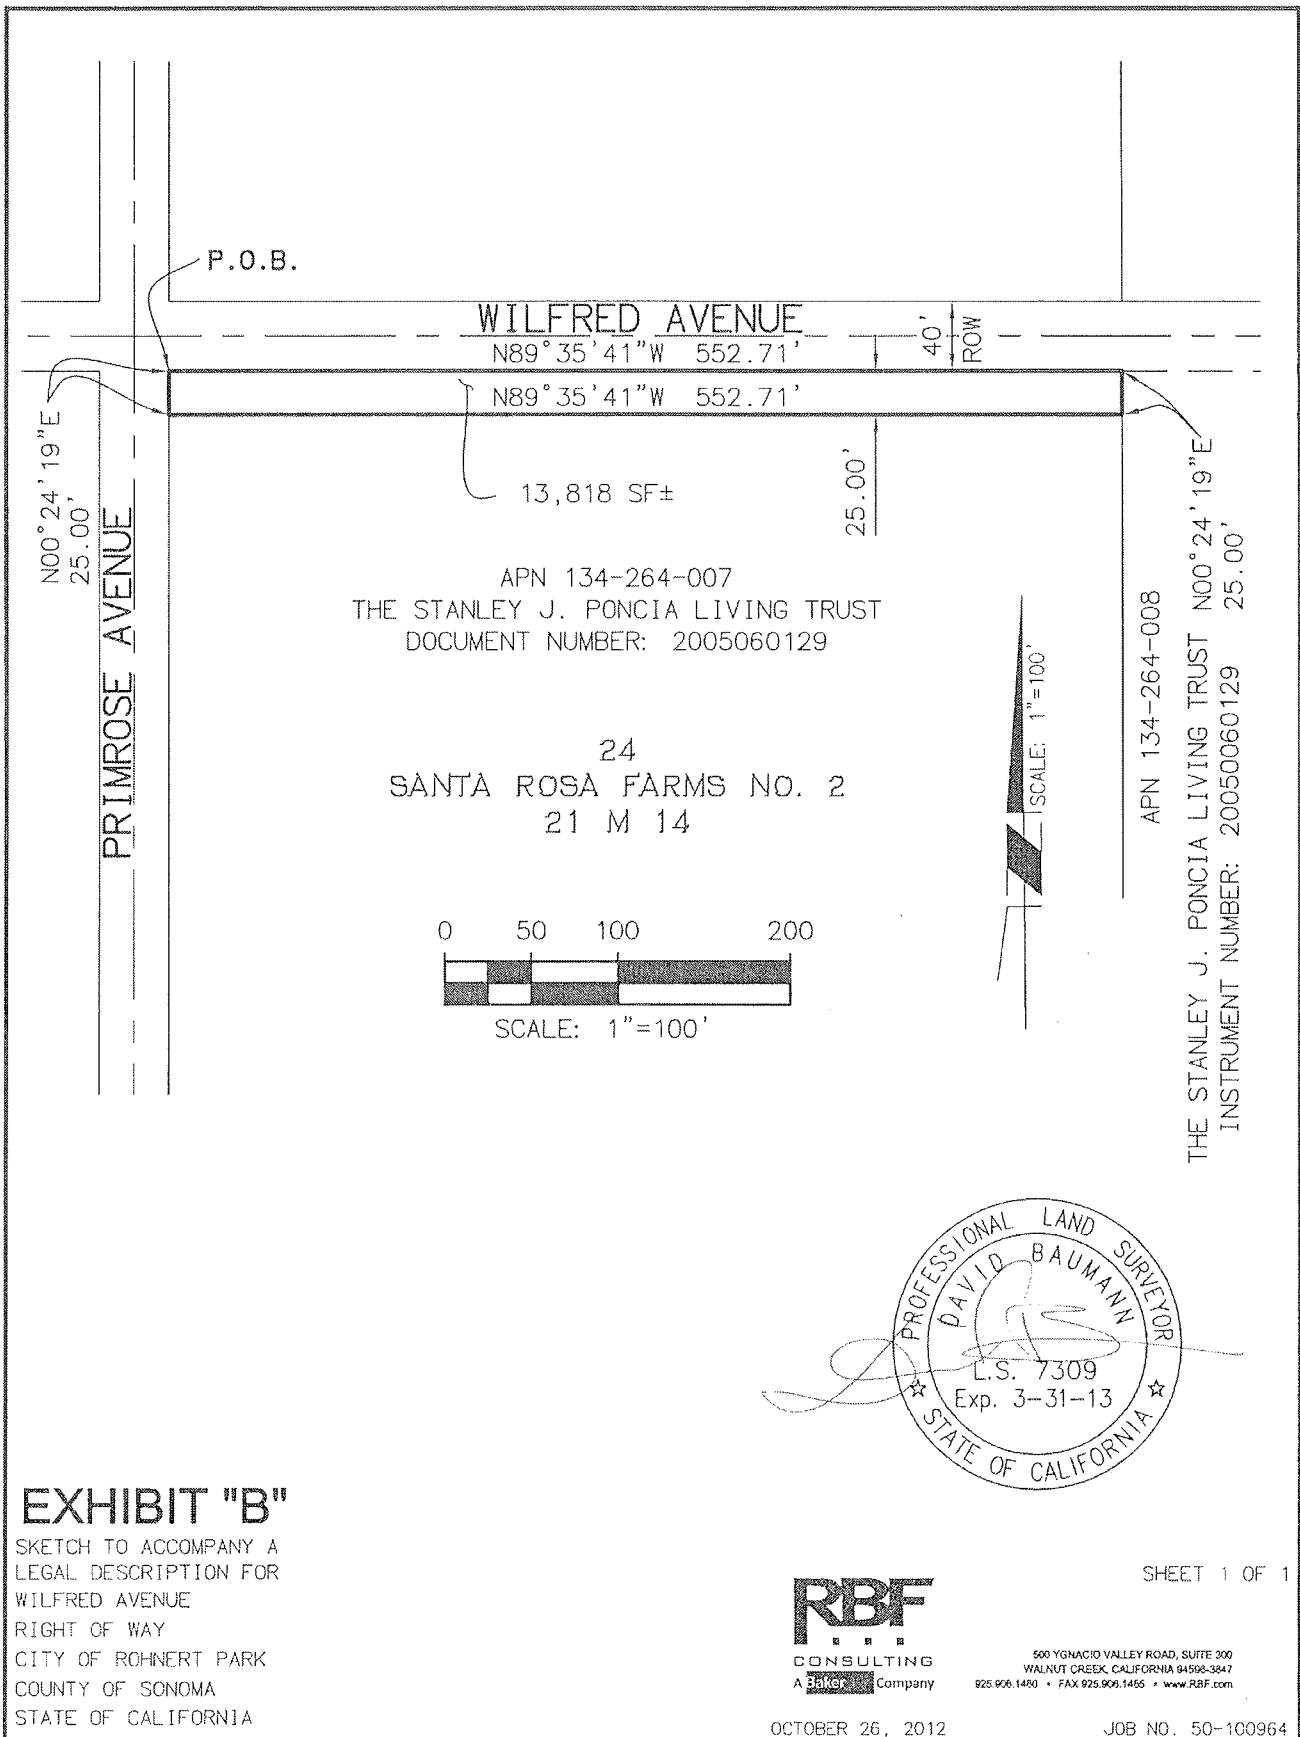 P.O.B.
WILFRED AVENUE
N89°35'41"W 552.71'
40'
ROW
N89°35'41"W 552.71'
N00°24'19"E
25.00'
PRIMROSE AVENUE
13,818 SF±
25.00'
N00°24'19"E
25.00'
APN 134-264-007
THE STANLEY J. PONCIA LIVING TRUST
DOCUMENT NUMBER: 2005060129
24
SANTA ROSA FARMS NO. 2
21 M 14
SCALE: 1"=100'
APN 134-264-008
THE STANLEY J. PONCIA LIVING TRUST
INSTRUMENT NUMBER: 20050060129
0 50 100 200
SCALE: 1"=100'
PROFESSIONAL LAND SURVEYOR
DAVID BAUMANN
L.S. 7309
Exp. 3-31-13
STATE OF CALIFORNIA
EXHIBIT "B"
SKETCH TO ACCOMPANY A
LEGAL DESCRIPTION FOR
WILFRED AVENUE
RIGHT OF WAY
CITY OF ROHNERT PARK
COUNTY OF SONOMA
STATE OF CALIFORNIA
RBF
CONSULTING
A Baker Company
SHEET 1 OF 1
500 YGNACIO VALLEY ROAD, SUITE 300
WALNUT CREEK, CALIFORNIA 94596-3847
925.906.1460 • FAX 925.906.1465 • www.RBF.com
OCTOBER 26, 2012
JOB NO. 50-100964